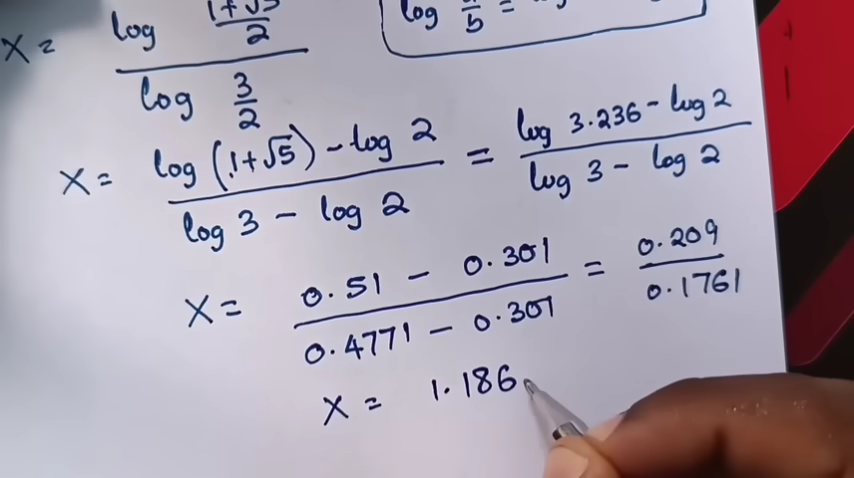 x = log (1+√5)/2 / log 3/2
log a/b = log
x = (log (1+√5) - log 2) / (log 3 - log 2) = (log 3.236 - log 2) / (log 3 - log 2)
x = (0.51 - 0.301) / (0.4771 - 0.301) = 0.209 / 0.1761
x = 1.186